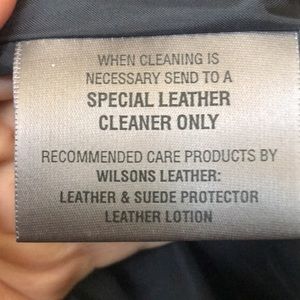 WHEN CLEANING IS
NECESSARY SEND TO A
SPECIAL LEATHER
CLEANER ONLY
RECOMMENDED CARE PRODUCTS BY
WILSONS LEATHER:
LEATHER & SUEDE PROTECTOR
LEATHER LOTION